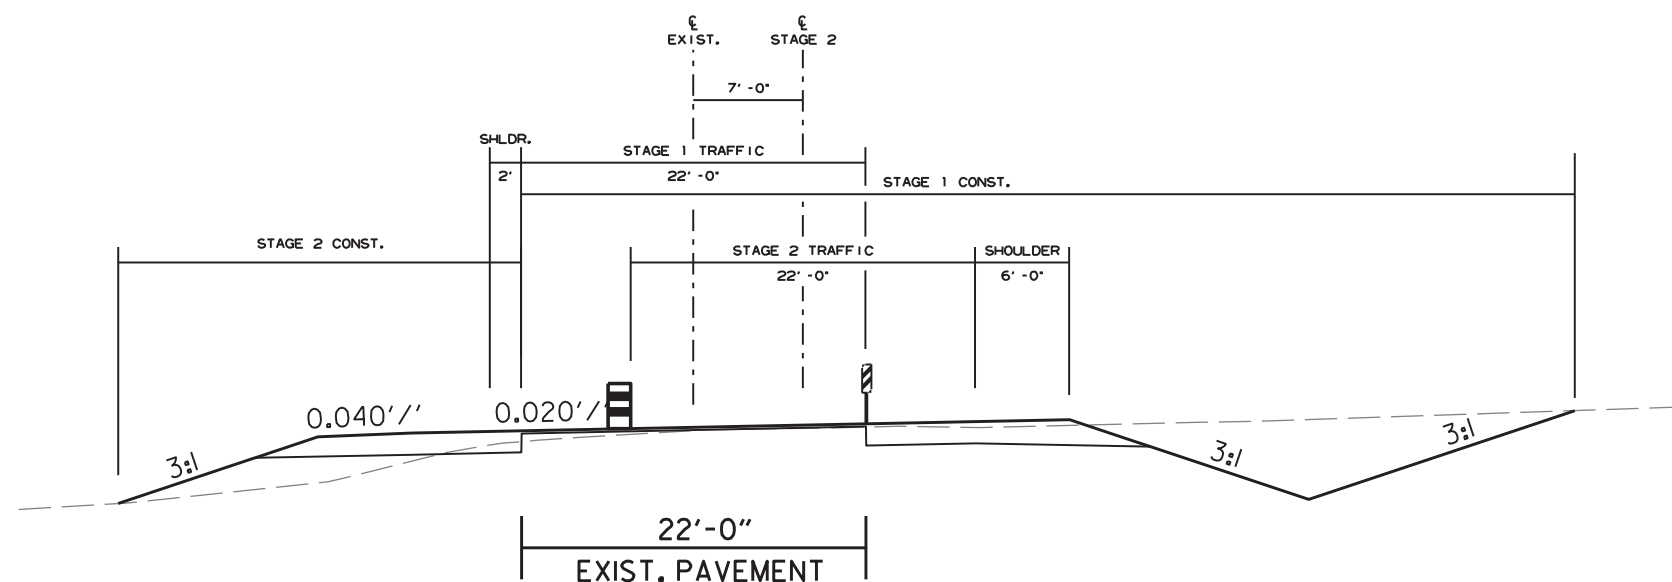 ℄ ℄
EXIST. STAGE 2
7'-0"
SHLDR.
STAGE 1 TRAFFIC
2' 22'-0"
STAGE 1 CONST.
STAGE 2 CONST.
STAGE 2 TRAFFIC SHOULDER
22'-0" 6'-0"
0.040'/' 0.020'/
3:1 3:1 3:1
22'-0"
EXIST. PAVEMENT